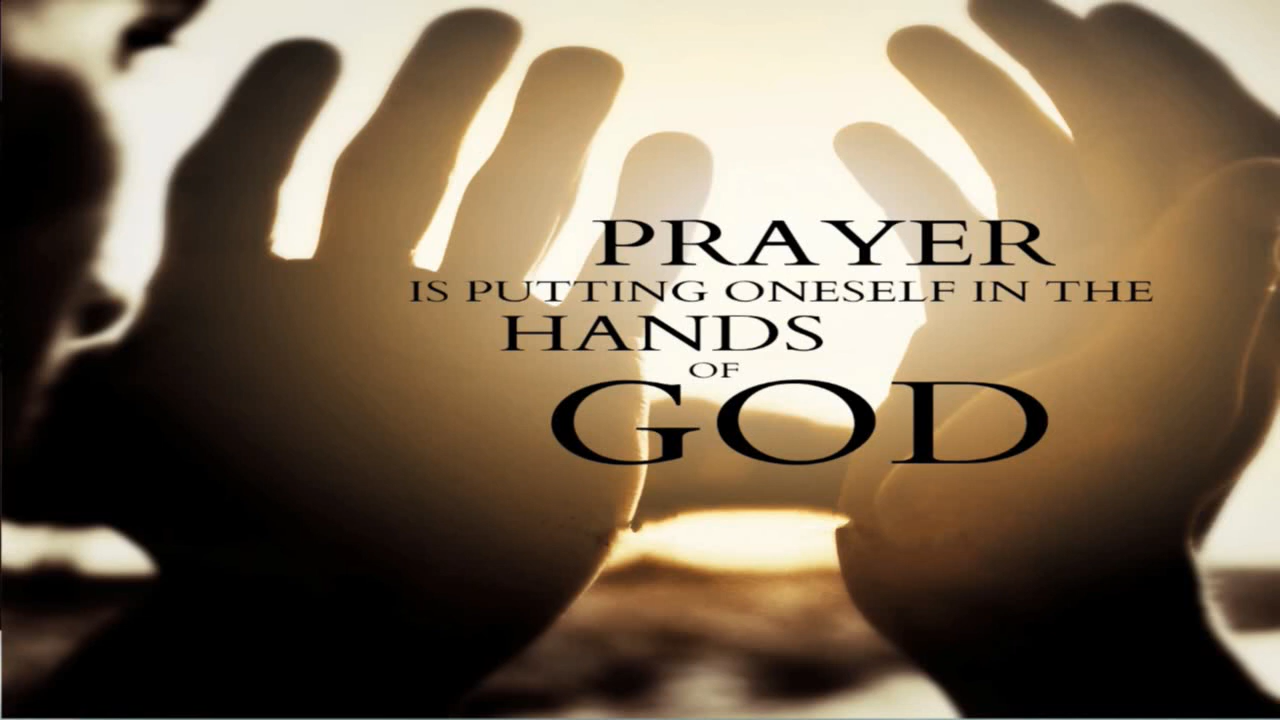 PRAYER
IS PUTTING ONESELF IN THE
HANDS
OF
GOD